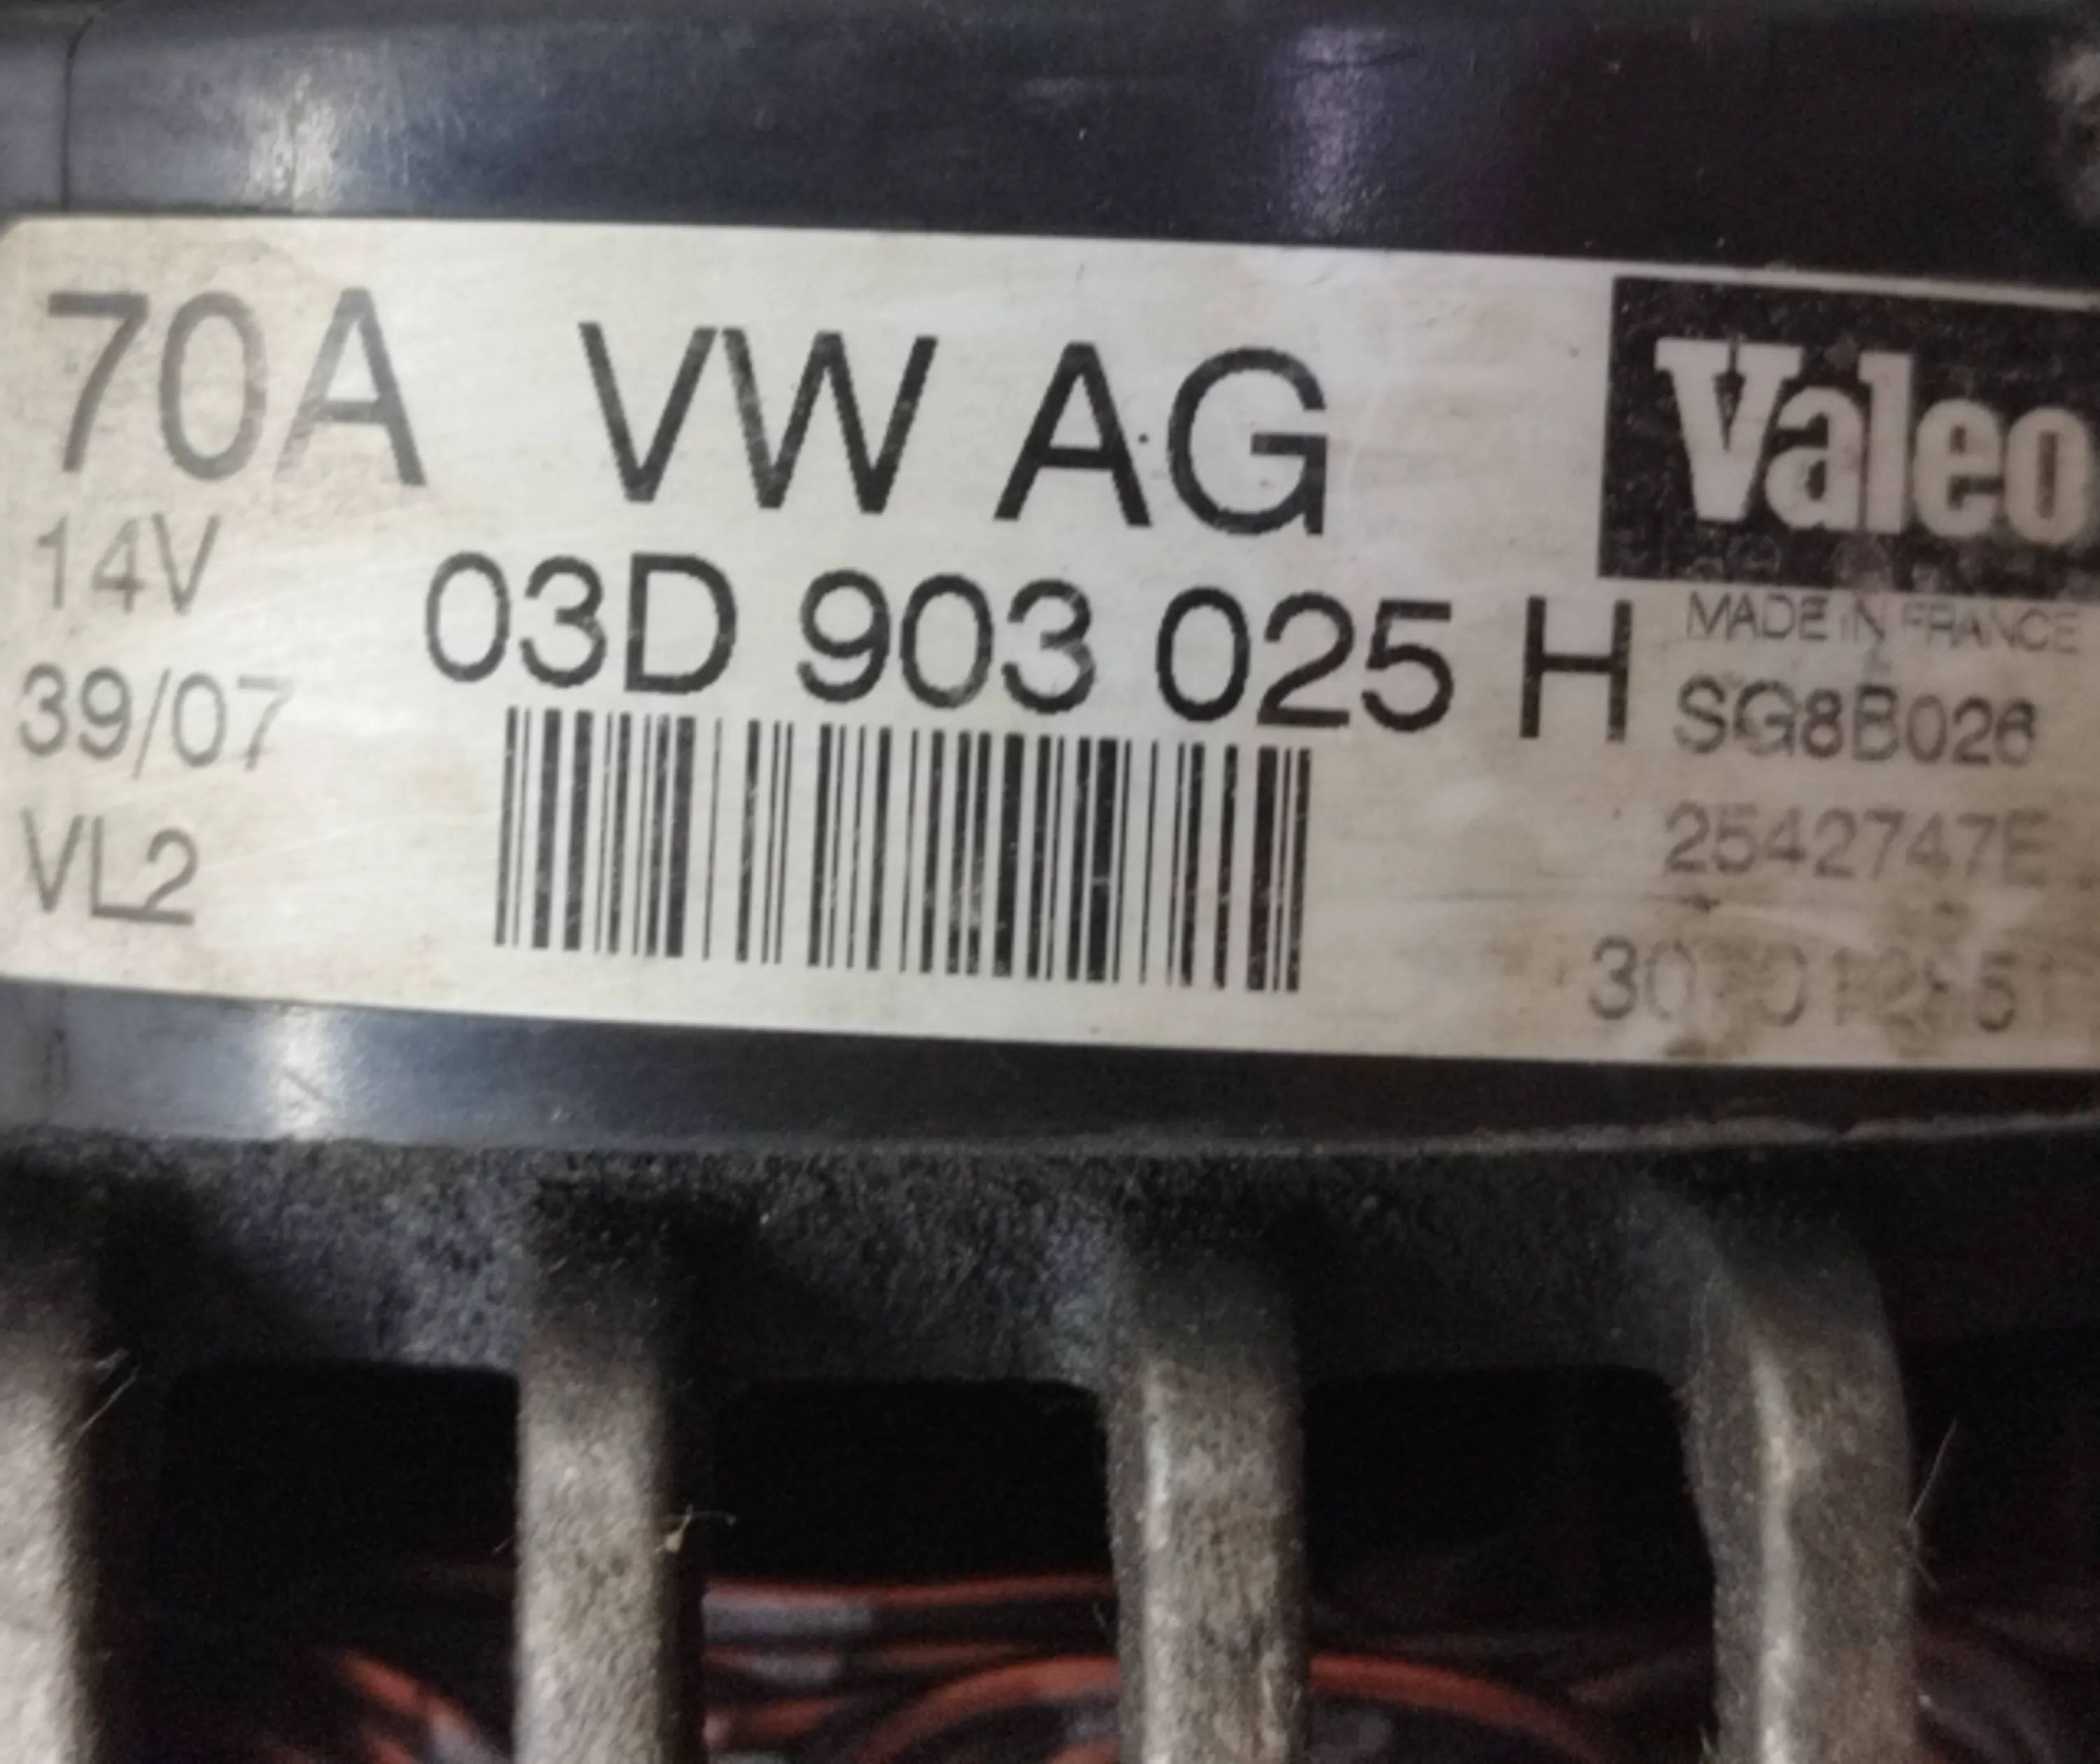 70A VW AG Valeo
14V 03D 903 025 H MADE IN FRANCE
39/07 SG8B026
VL2 2542747E